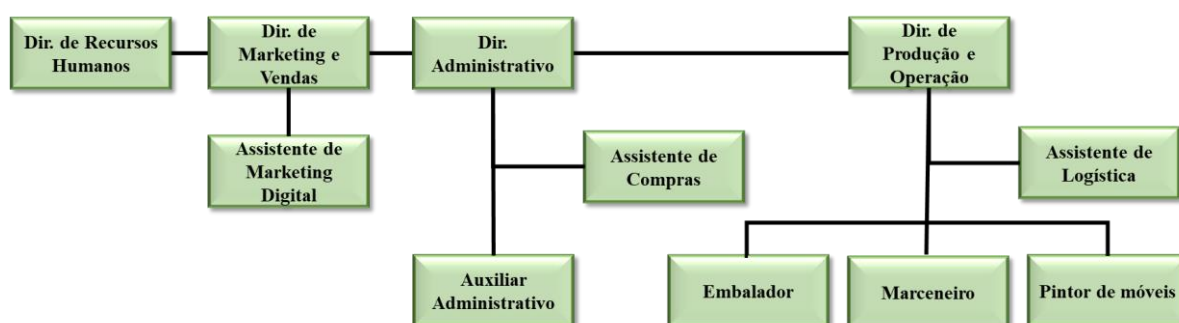 Dir. de Recursos
Humanos
Dir. de
Marketing e
Vendas
Dir.
Administrativo
Dir. de
Produção e
Operação
Assistente de
Marketing
Digital
Assistente de
Compras
Assistente de
Logística
Auxiliar
Administrativo
Embalador
Marceneiro
Pintor de móveis